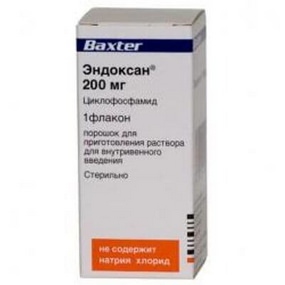 Baxter
Эндоксан®
200 мг
Циклофосфамид
1флакон
порошок для
приготовления раствора
для внутривенного
введения
Стерильно
не содержит
натрия хлорид